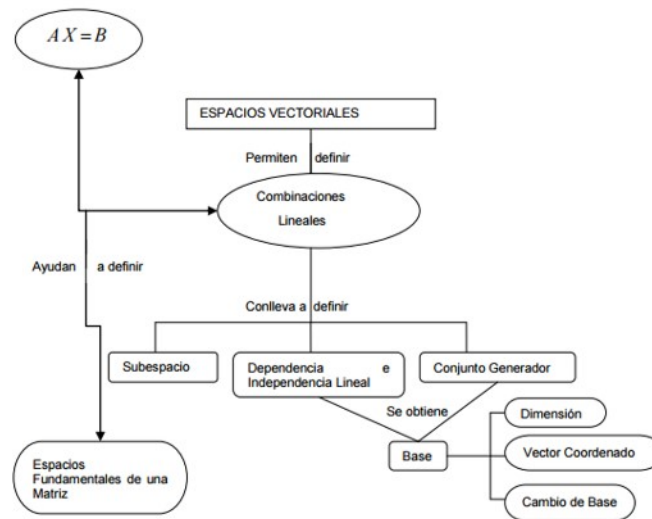 A X = B
ESPACIOS VECTORIALES
Permiten definir
Combinaciones
Lineales
Ayudan a definir
Conlleva a definir
Subespacio
Dependencia e
Independencia Lineal
Conjunto Generador
Se obtiene
Base
Dimensión
Vector Coordenado
Cambio de Base
Espacios
Fundamentales de una
Matriz